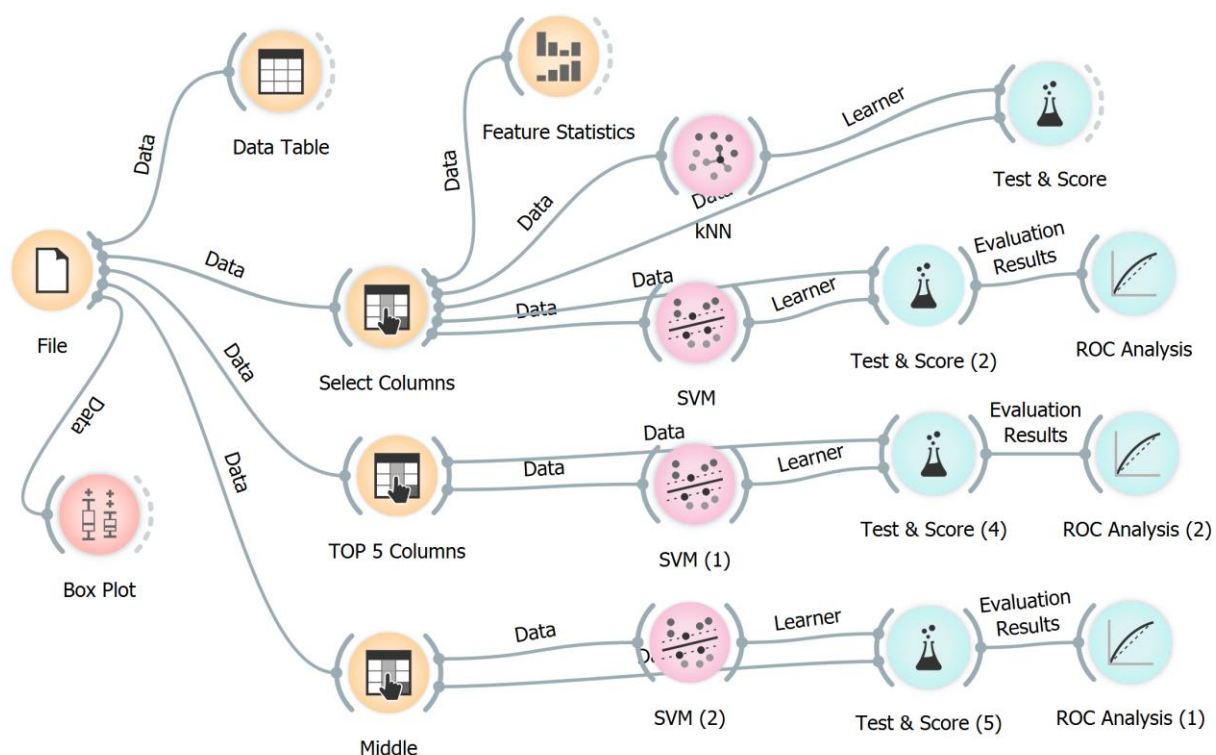 Data Table
Feature Statistics
Learner
Test & Score
Data
Data
Data
Data
kNN
Evaluation
Results
Data
File
Select Columns
Data
Data
Learner
SVM
Test & Score (2)
ROC Analysis
Data
Data
Data
Data
Data
Learner
Evaluation
Results
TOP 5 Columns
SVM (1)
Test & Score (4)
ROC Analysis (2)
Box Plot
Data
Data
Learner
Evaluation
Results
Middle
SVM (2)
Test & Score (5)
ROC Analysis (1)